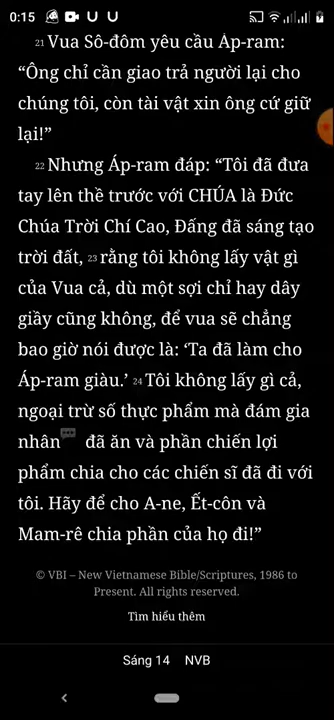 0:15
21 Vua Sô-đôm yêu cầu Áp-ram:
“Ông chỉ cần giao trả người lại cho
chúng tôi, còn tài vật xin ông cứ giữ
lại!”
22 Nhưng Áp-ram đáp: “Tôi đã đưa
tay lên thề trước với CHÚA là Đức
Chúa Trời Chí Cao, Đấng đã sáng tạo
trời đất, 23 rằng tôi không lấy vật gì
của Vua cả, dù một sợi chỉ hay dây
giầy cũng không, để vua sẽ chẳng
bao giờ nói được là: ‘Ta đã làm cho
Áp-ram giàu.’ 24 Tôi không lấy gì cả,
ngoại trừ số thực phẩm mà đám gia
nhân đã ăn và phần chiến lợi
phẩm chia cho các chiến sĩ đã đi với
tôi. Hãy để cho A-ne, Ết-côn và
Mam-rê chia phần của họ đi!”
© VBI – New Vietnamese Bible/Scriptures, 1986 to
Present. All rights reserved.
Tìm hiểu thêm
Sáng 14 NVB